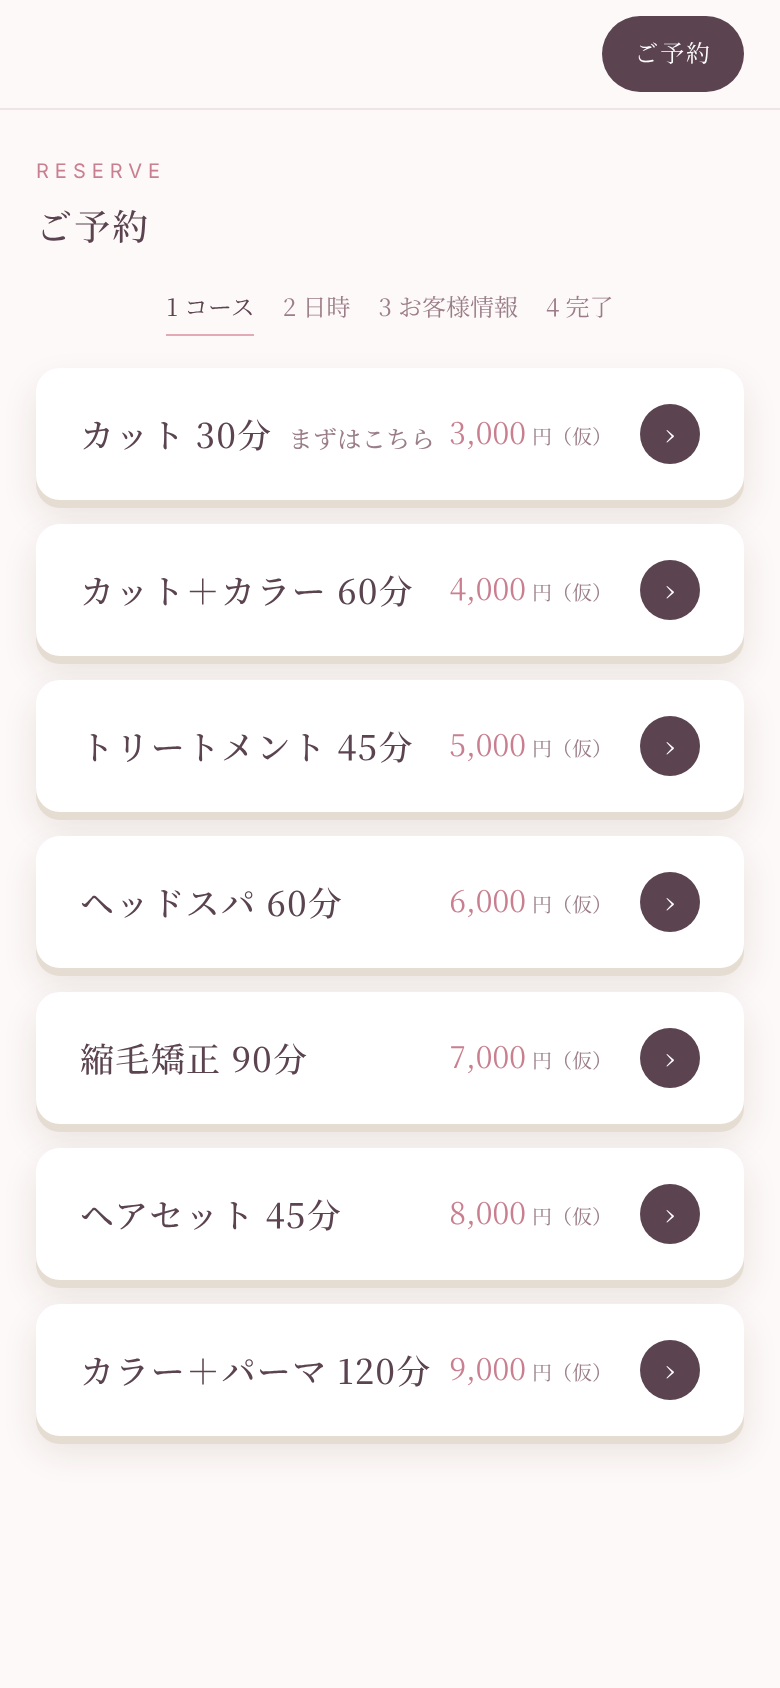 ご予約
RESERVE
ご予約
1 コース 2 日時 3 お客様情報 4 完了
カット 30分 まずはこちら 3,000 円（仮） ›
カット＋カラー 60分 4,000 円（仮） ›
トリートメント 45分 5,000 円（仮） ›
ヘッドスパ 60分 6,000 円（仮） ›
縮毛矯正 90分 7,000 円（仮） ›
ヘアセット 45分 8,000 円（仮） ›
カラー＋パーマ 120分 9,000 円（仮） ›